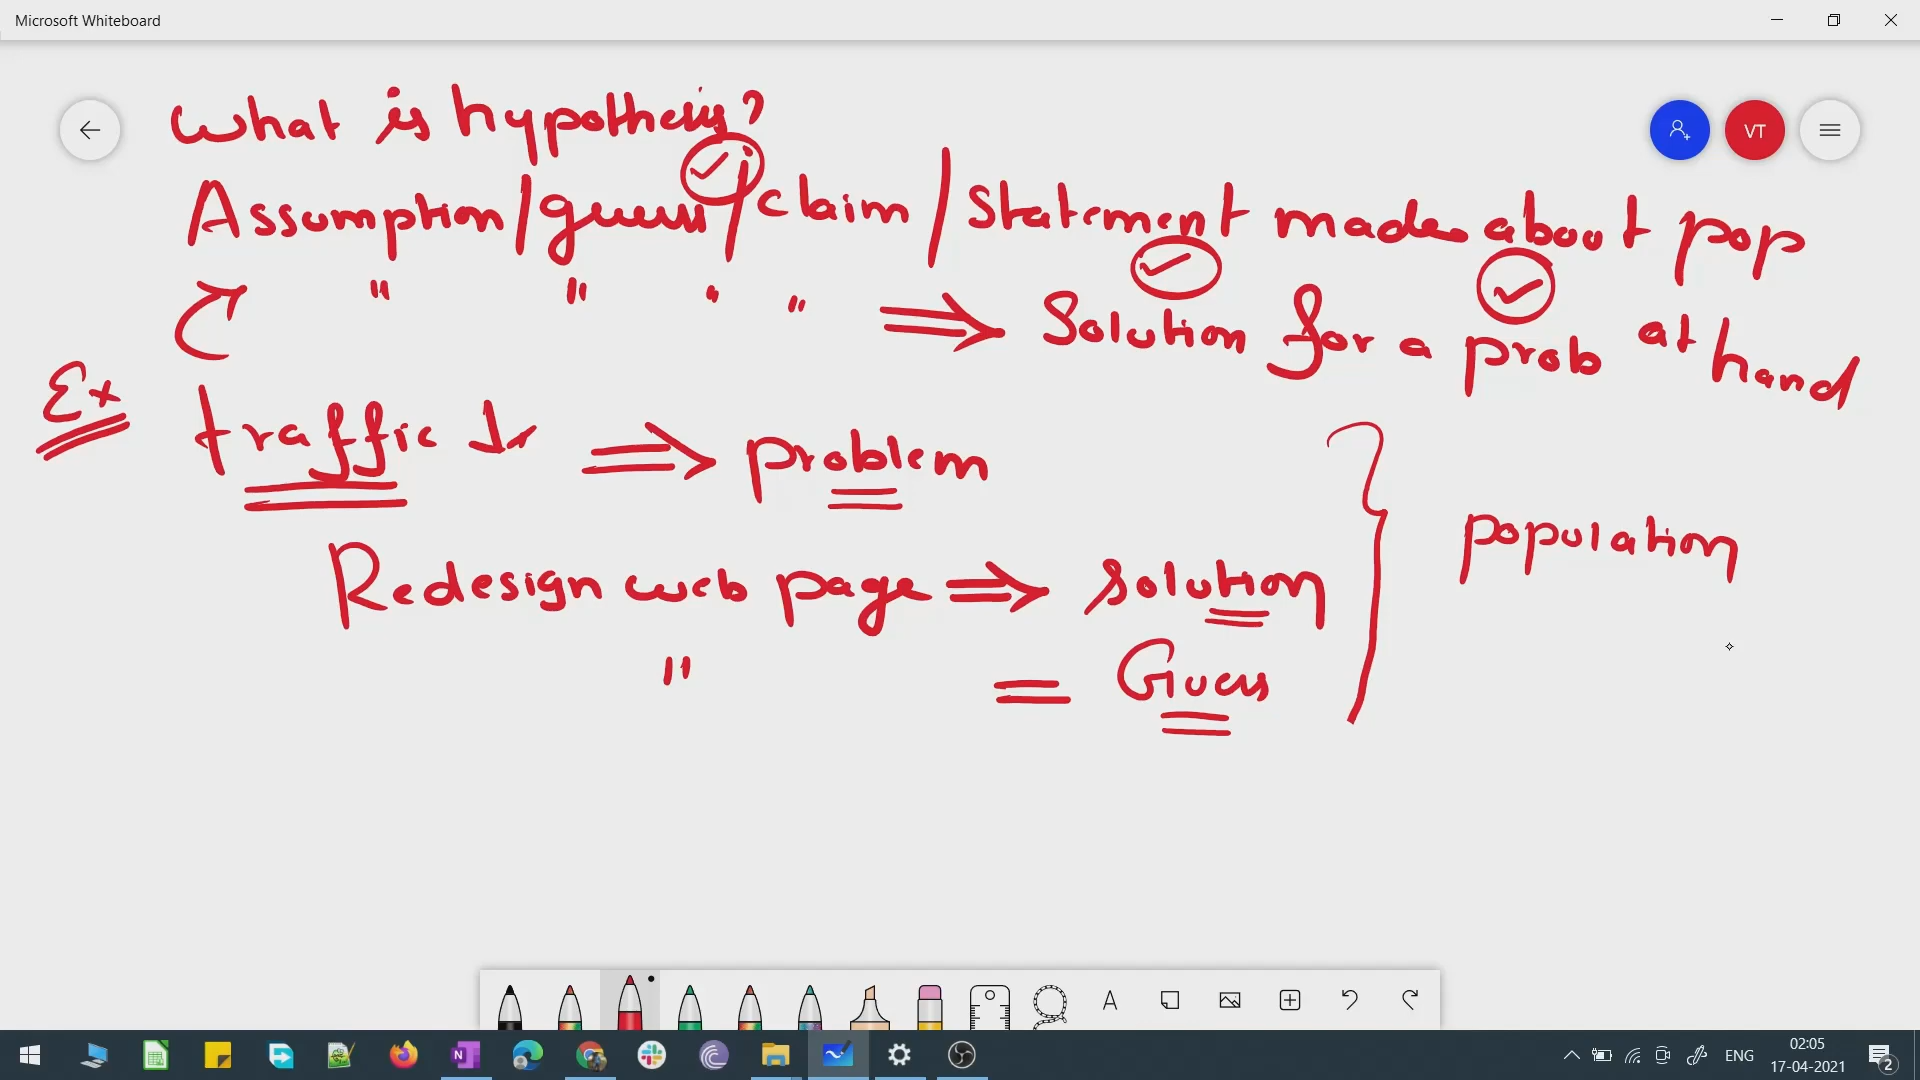 Microsoft Whiteboard
What is hypothesis?
VT
Assumption/guess/claim/statement made about pop
" " " " ⇒ Solution for a prob at hand
Ex
traffic ↓ ⇒ problem
Redesign web page ⇒ solution
" = Guess
population
A
ENG
02:05
17-04-2021
2